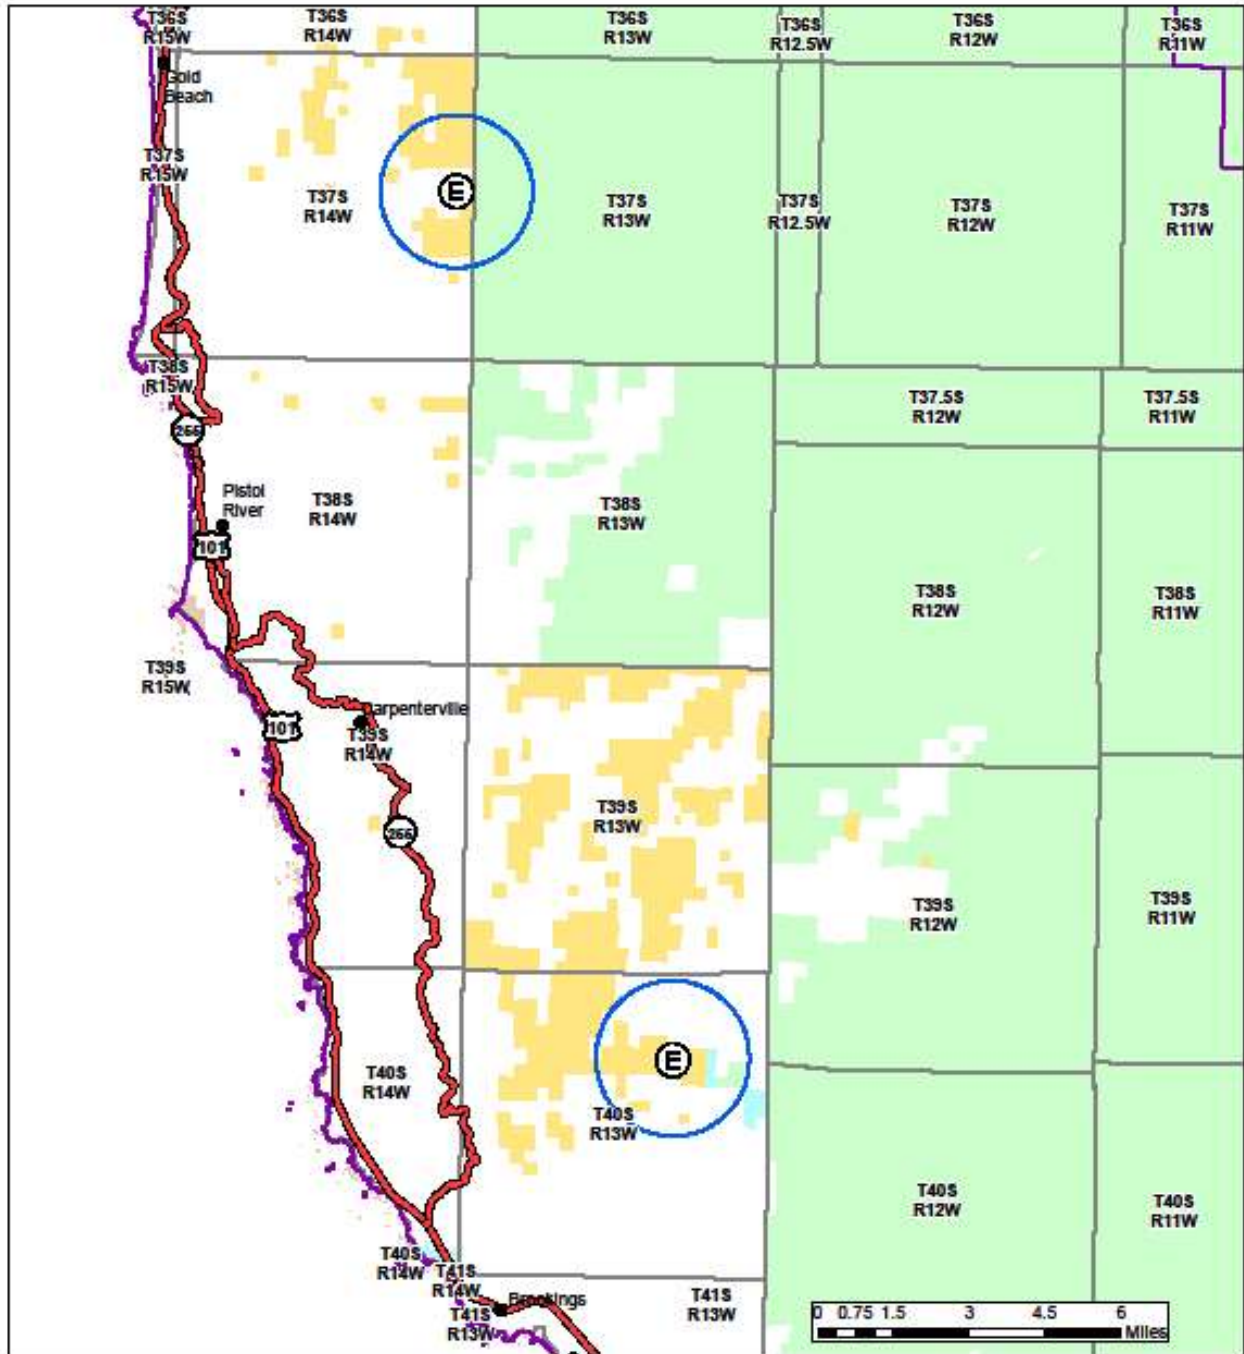 T36S
R15W
T36S
R14W
T36S
R13W
T36S
R12.5W
T36S
R12W
T36S
R11W
Gold
Beach
T37S
R15W
T37S
R14W
E
T37S
R13W
T37S
R12.5W
T37S
R12W
T37S
R11W
T38S
R15W
T37.5S
R12W
T37.5S
R11W
255
Pistol
River
T38S
R14W
T38S
R13W
101
T38S
R12W
T38S
R11W
T39S
R15W
101
Carpenterville
T39S
R14W
255
T39S
R13W
T39S
R12W
T39S
R11W
E
T40S
R14W
T40S
R13W
T40S
R12W
T40S
R11W
T40S
R14W
T41S
R14W
T41S
R13W
Brookings
T41S
R13W
0 0.75 1.5 3 4.5 6
Miles